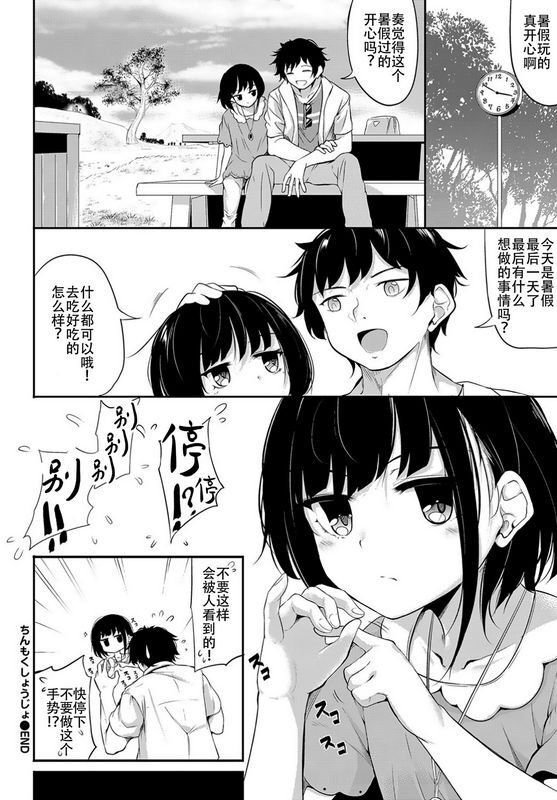 暑假玩的
真开心啊
奏觉得这个
暑假过的
开心吗？
今天是暑假
最后一天了
最后有什么
想做的事情吗？
什么都可以哦！
去吃好吃的
怎么样？
停
停
!?
别
别
别
别
!!
不要这样
会被人看到的！
快停下
不要做这个
手势!?
ちんもくしょうじょ●END